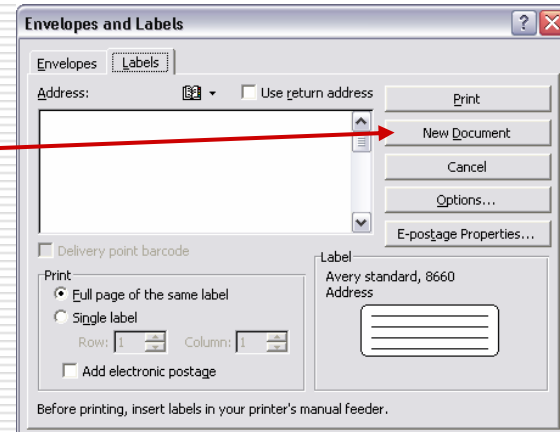 Envelopes and Labels
Envelopes Labels
Address: Use return address
Print
New Document
Cancel
Options...
E-postage Properties...
Delivery point barcode
Print
Full page of the same label
Single label
Row: 1 Column: 1
Add electronic postage
Label
Avery standard, 8660
Address
Before printing, insert labels in your printer's manual feeder.